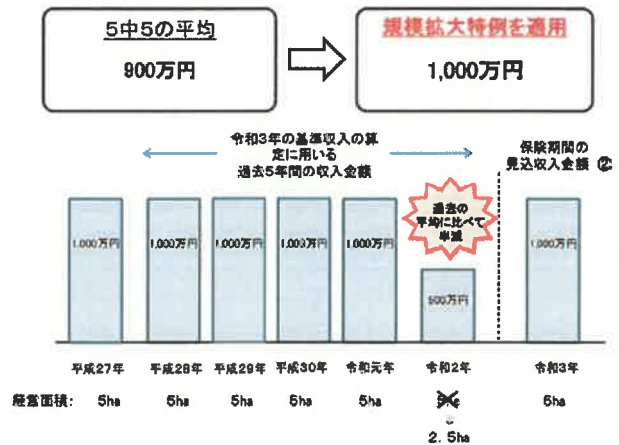 5中5の平均
900万円
規模拡大特例を適用
1,000万円
令和3年の基準収入の算
定に用いる
過去5年間の収入金額
保険期間の
見込収入金額 ②
過去の
平均に比べて
半減
1,000万円 1,000万円 1,000万円 1,000万円 1,000万円 500万円 1,000万円
平成27年 平成28年 平成29年 平成30年 令和元年 令和2年 令和3年
経営面積: 5ha 5ha 5ha 5ha 5ha 5ha
2.5ha